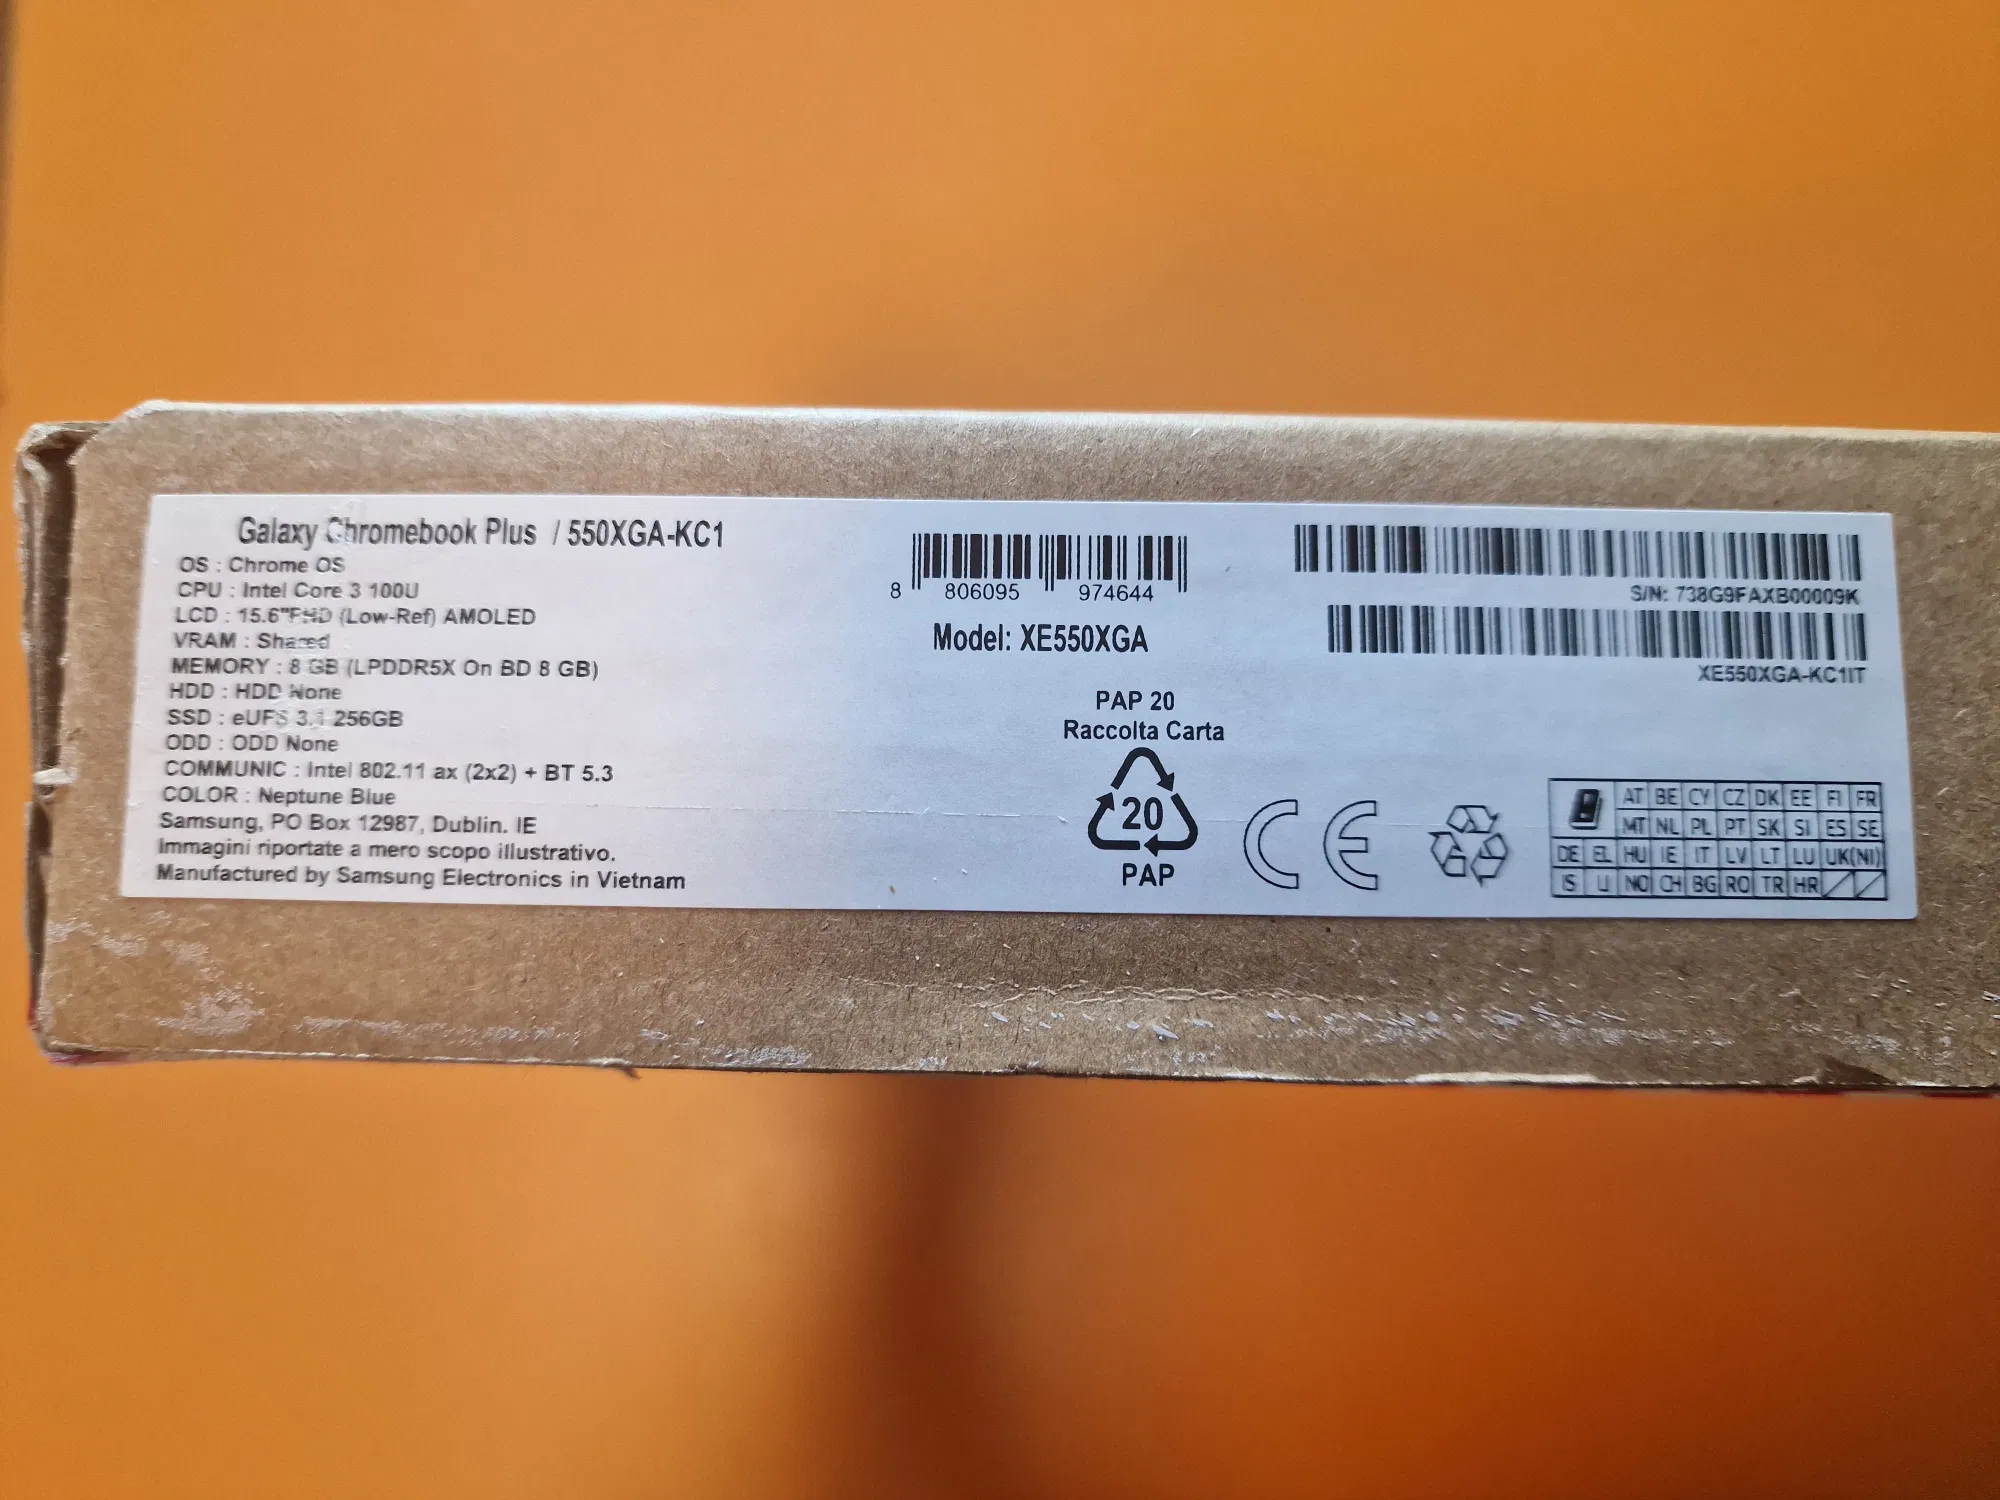 Galaxy Chromebook Plus / 550XGA-KC1
OS : Chrome OS
CPU : Intel Core 3 100U
LCD : 15.6"FHD (Low-Ref) AMOLED
VRAM : Shared
MEMORY : 8 GB (LPDDR5X On BD 8 GB)
HDD : HDD None
SSD : eUFS 3.1 256GB
ODD : ODD None
COMMUNIC : Intel 802.11 ax (2x2) + BT 5.3
COLOR : Neptune Blue
Samsung, PO Box 12987, Dublin. IE
Immagini riportate a mero scopo illustrativo.
Manufactured by Samsung Electronics in Vietnam
8 806095 974644
Model: XE550XGA
PAP 20
Raccolta Carta
20
PAP
CE
S/N: 738G9FAXB00009K
XE550XGA-KC1IT
AT BE CY CZ DK EE FI FR
MT NL PL PT SK SI ES SE
DE EL HU IE IT LV LT LU UK(NI)
IS LI NO CH BG RO TR HR